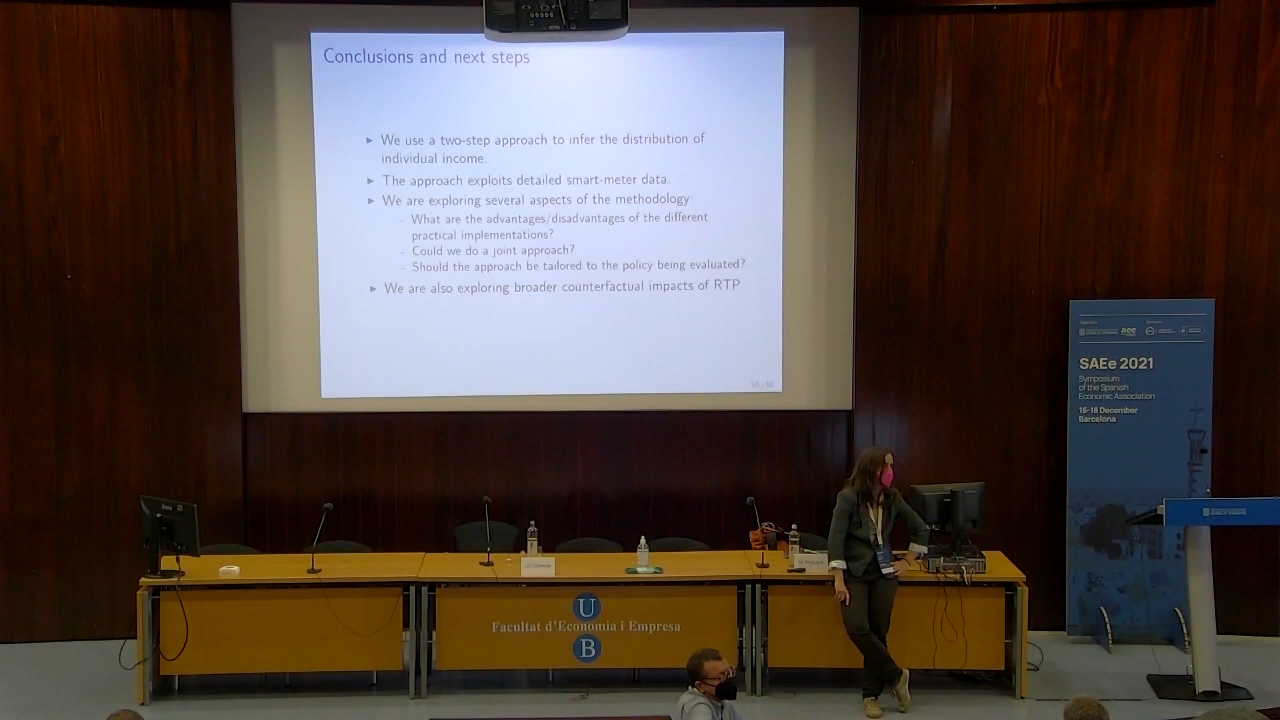 Conclusions and next steps
We use a two-step approach to infer the distribution of
individual income.
The approach exploits detailed smart-meter data.
We are exploring several aspects of the methodology
- What are the advantages/disadvantages of the different
practical implementations?
- Could we do a joint approach?
- Should the approach be tailored to the policy being evaluated?
We are also exploring broader counterfactual impacts of RTP
aee
SAEe 2021
Symposium
of the Spanish
Economic Association
16-18 December
Barcelona
U
Facultat d'Economia i Empresa
B